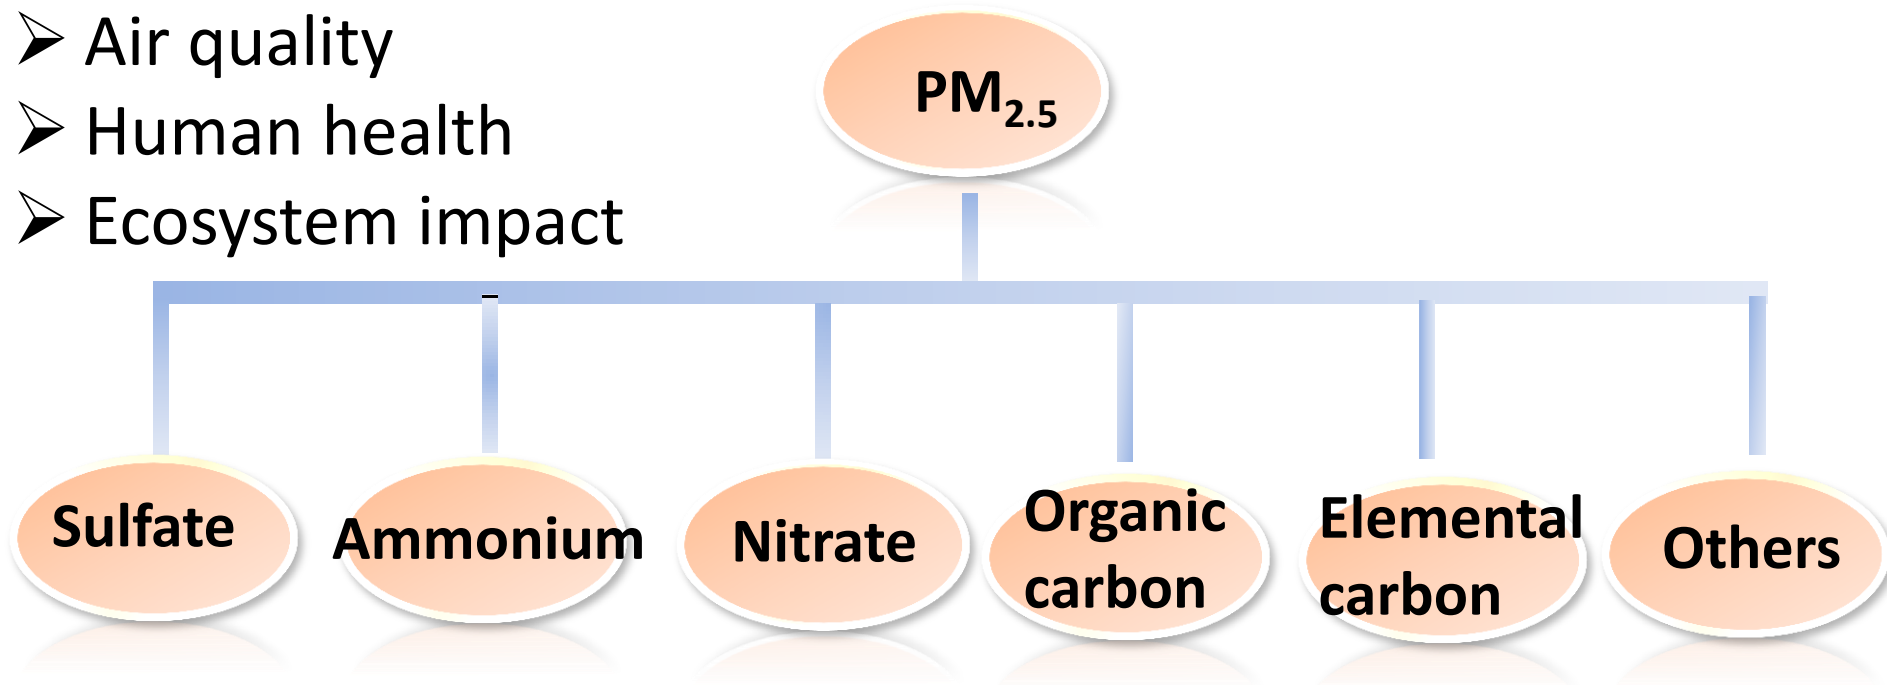 ➢ Air quality
➢ Human health
➢ Ecosystem impact
PM2.5
Sulfate
Ammonium
Nitrate
Organic
carbon
Elemental
carbon
Others